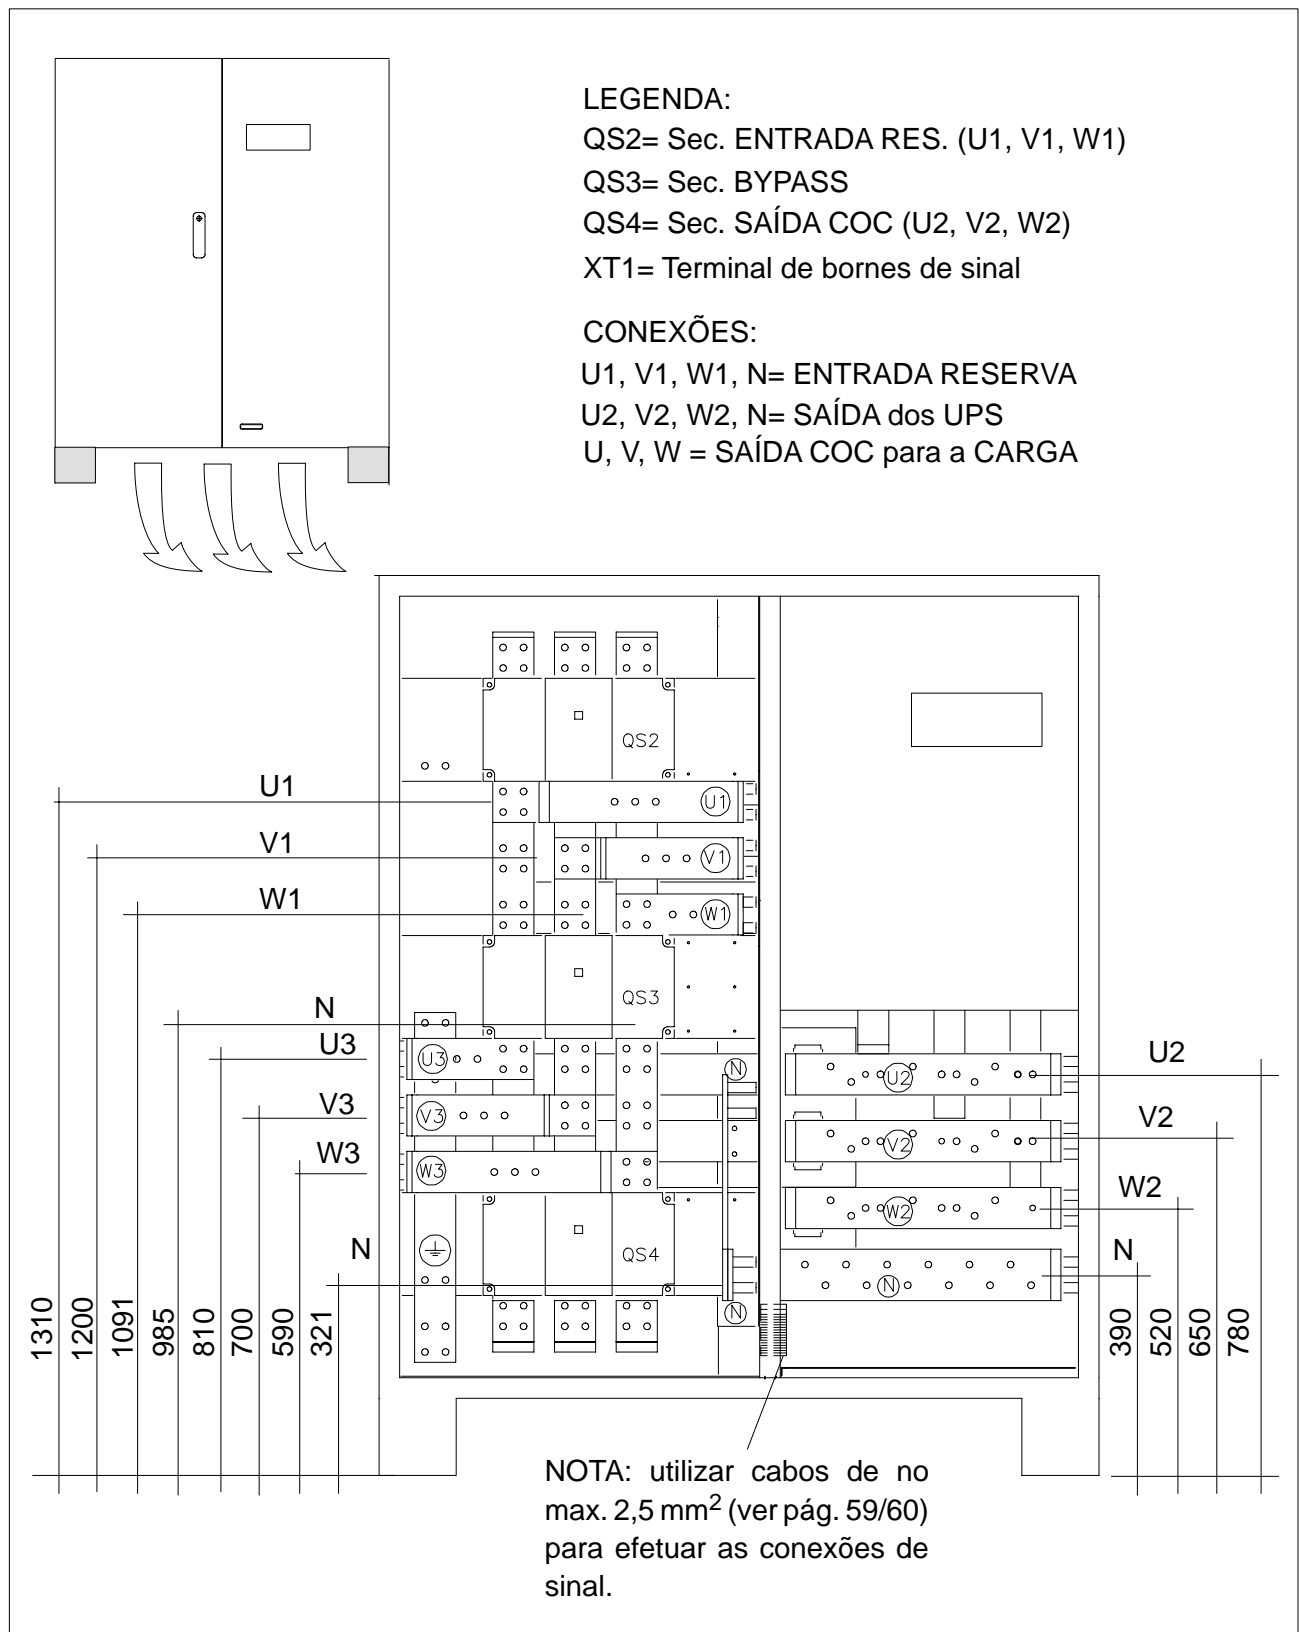 LEGENDA:
QS2= Sec. ENTRADA RES. (U1, V1, W1)
QS3= Sec. BYPASS
QS4= Sec. SAÍDA COC (U2, V2, W2)
XT1= Terminal de bornes de sinal
CONEXÕES:
U1, V1, W1, N= ENTRADA RESERVA
U2, V2, W2, N= SAÍDA dos UPS
U, V, W = SAÍDA COC para a CARGA
QS2
U1
U1
V1
V1
W1
W1
QS3
N
U3
U3
N
U2
U2
V3
V3
V2
V2
W3
W3
W2
W2
N
QS4
N
N
N
1310
1200
1091
985
810
700
590
321
390
520
650
780
NOTA: utilizar cabos de no
max. 2,5 mm² (ver pág. 59/60)
para efetuar as conexões de
sinal.